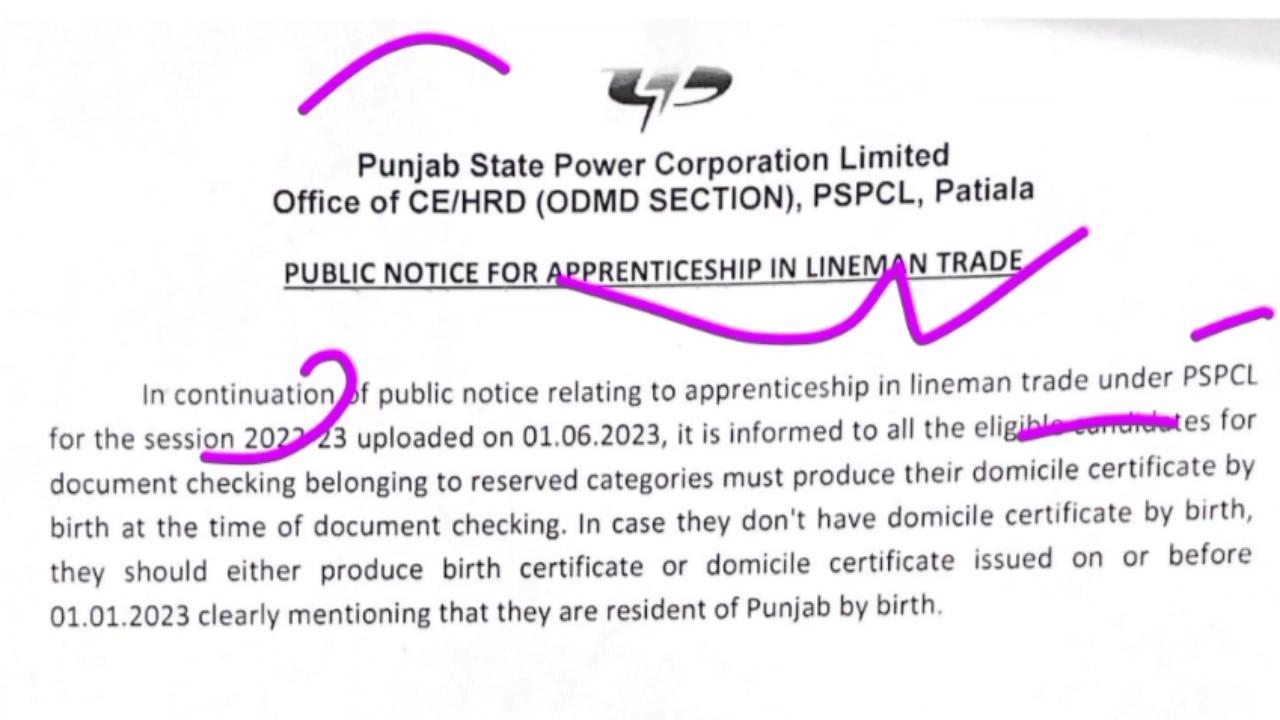 Punjab State Power Corporation Limited
Office of CE/HRD (ODMD SECTION), PSPCL, Patiala
PUBLIC NOTICE FOR APPRENTICESHIP IN LINEMAN TRADE
In continuation of public notice relating to apprenticeship in lineman trade under PSPCL
for the session 2022-23 uploaded on 01.06.2023, it is informed to all the eligible candidates for
document checking belonging to reserved categories must produce their domicile certificate by
birth at the time of document checking. In case they don't have domicile certificate by birth,
they should either produce birth certificate or domicile certificate issued on or before
01.01.2023 clearly mentioning that they are resident of Punjab by birth.